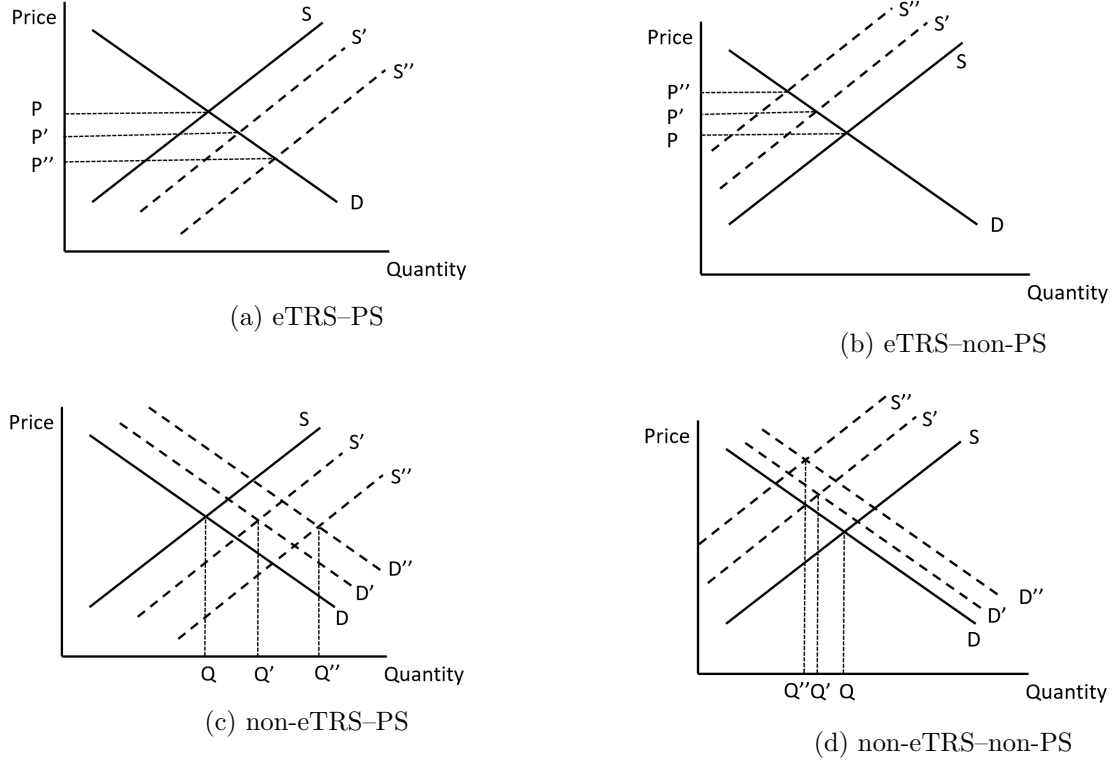 Price
S
S’
S’’
P
P’
P’’
D
Quantity
(a) eTRS–PS
Price
S’’
S’
S
P’’
P’
P
D
Quantity
(b) eTRS–non-PS
Price
S
S’
S’’
D’’
D’
D
Q Q’ Q’’ Quantity
(c) non-eTRS–PS
Price
S’’
S’
S
D’’
D’
D
Q’’ Q’ Q Quantity
(d) non-eTRS–non-PS